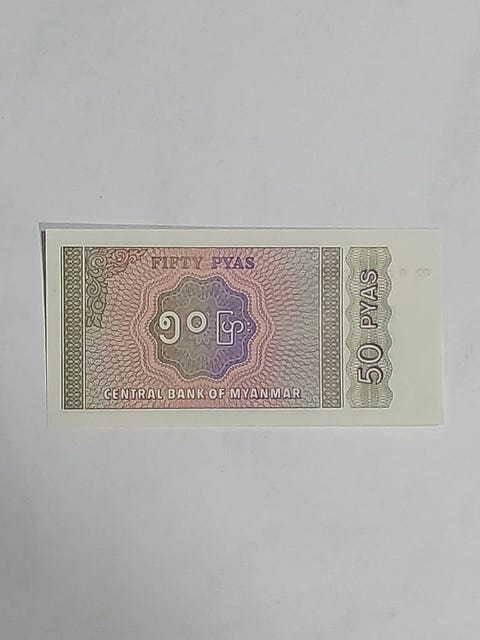 FIFTY PYAS
၅၀ ပြား
CENTRAL BANK OF MYANMAR
50 PYAS